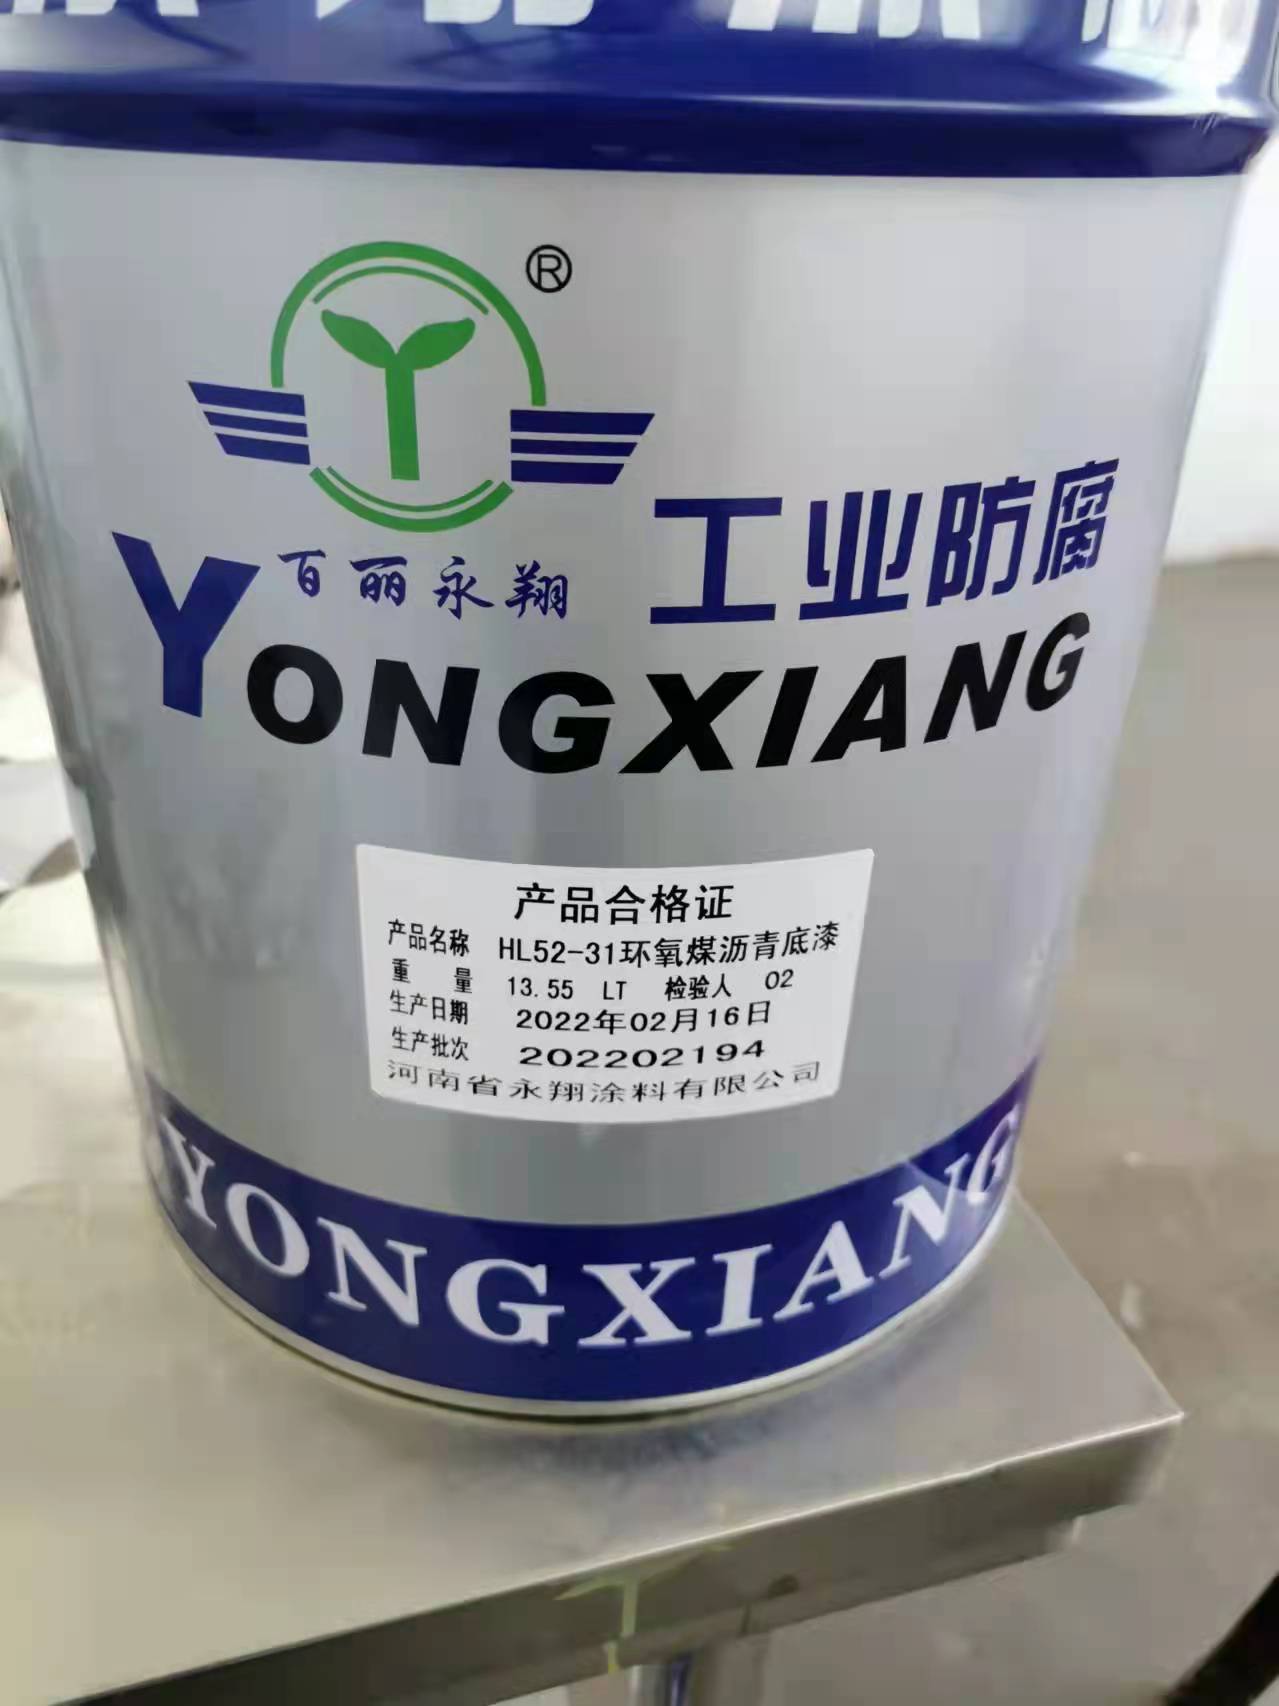 ®
百丽永翔
工业防腐
YONGXIANG
产品合格证
产品名称 HL52-31环氧煤沥青底漆
重 量 13.55 LT 检验人 02
生产日期 2022年02月16日
生产批次 202202194
河南省永翔涂料有限公司
YONGXIANG